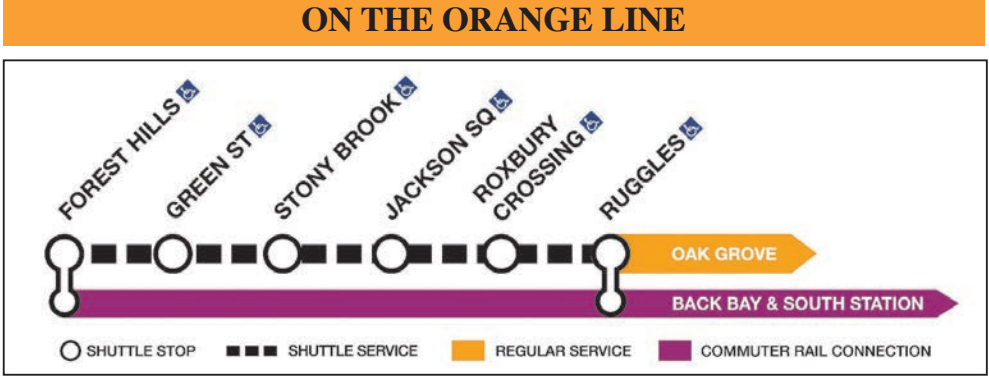 ON THE ORANGE LINE
FOREST HILLS
GREEN ST
STONY BROOK
JACKSON SQ
ROXBURY
CROSSING
RUGGLES
OAK GROVE
BACK BAY & SOUTH STATION
SHUTTLE STOP
SHUTTLE SERVICE
REGULAR SERVICE
COMMUTER RAIL CONNECTION